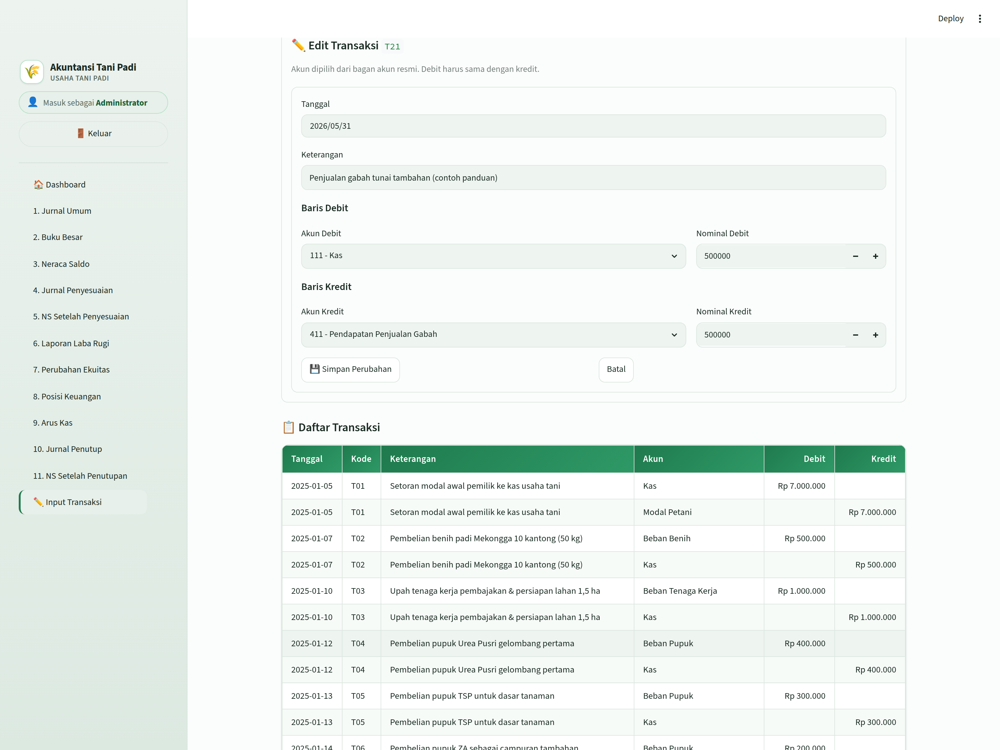 Deploy
Akuntansi Tani Padi
USAHA TANI PADI
Masuk sebagai Administrator
Keluar
Dashboard
1. Jurnal Umum
2. Buku Besar
3. Neraca Saldo
4. Jurnal Penyesuaian
5. NS Setelah Penyesuaian
6. Laporan Laba Rugi
7. Perubahan Ekuitas
8. Posisi Keuangan
9. Arus Kas
10. Jurnal Penutup
11. NS Setelah Penutupan
Input Transaksi
Edit Transaksi T21
Akun dipilih dari bagan akun resmi. Debit harus sama dengan kredit.
Tanggal
2026/05/31
Keterangan
Penjualan gabah tunai tambahan (contoh panduan)
Baris Debit
Akun Debit Nominal Debit
111 - Kas 500000
Baris Kredit
Akun Kredit Nominal Kredit
411 - Pendapatan Penjualan Gabah 500000
Simpan Perubahan Batal
Daftar Transaksi
Tanggal Kode Keterangan Akun Debit Kredit
2025-01-05 T01 Setoran modal awal pemilik ke kas usaha tani Kas Rp 7.000.000
2025-01-05 T01 Setoran modal awal pemilik ke kas usaha tani Modal Petani Rp 7.000.000
2025-01-07 T02 Pembelian benih padi Mekongga 10 kantong (50 kg) Beban Benih Rp 500.000
2025-01-07 T02 Pembelian benih padi Mekongga 10 kantong (50 kg) Kas Rp 500.000
2025-01-10 T03 Upah tenaga kerja pembajakan & persiapan lahan 1,5 ha Beban Tenaga Kerja Rp 1.000.000
2025-01-10 T03 Upah tenaga kerja pembajakan & persiapan lahan 1,5 ha Kas Rp 1.000.000
2025-01-12 T04 Pembelian pupuk Urea Pusri gelombang pertama Beban Pupuk Rp 400.000
2025-01-12 T04 Pembelian pupuk Urea Pusri gelombang pertama Kas Rp 400.000
2025-01-13 T05 Pembelian pupuk TSP untuk dasar tanaman Beban Pupuk Rp 300.000
2025-01-13 T05 Pembelian pupuk TSP untuk dasar tanaman Kas Rp 300.000
2025-01-14 T06 Pembelian pupuk ZA sebagai campuran tambahan Beban Pupuk Rp 200.000